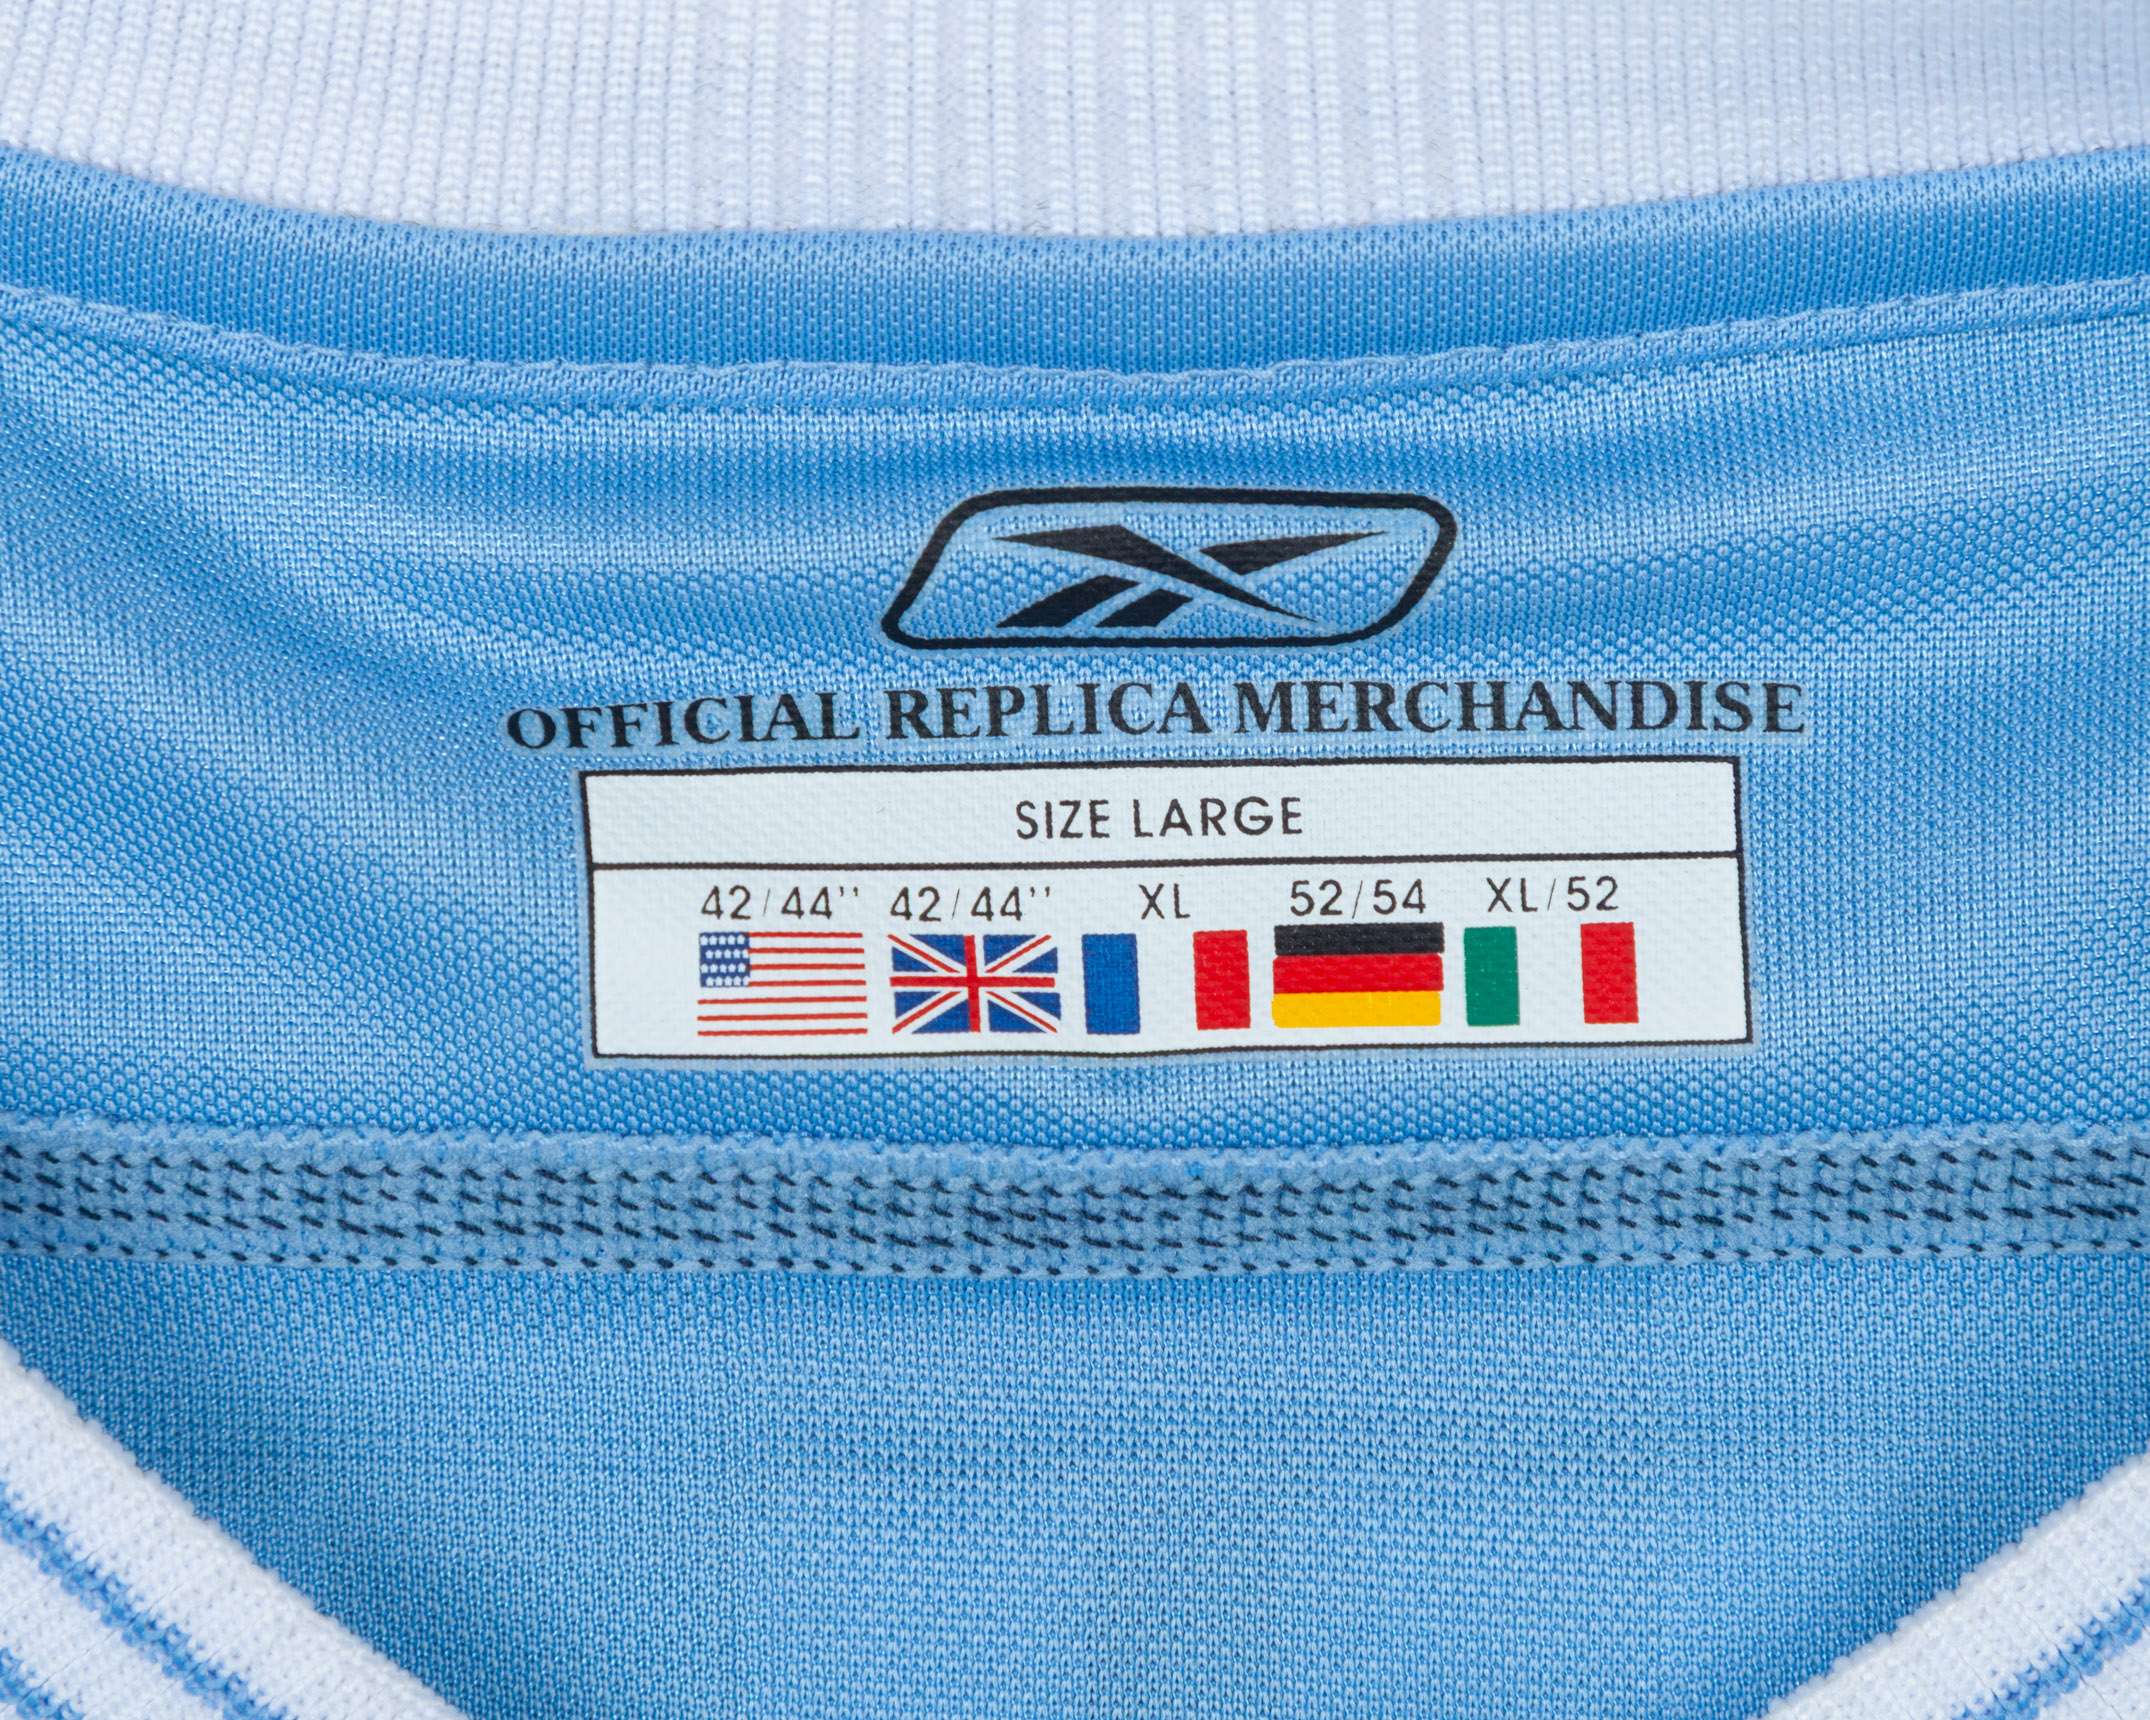 OFFICIAL REPLICA MERCHANDISE
SIZE LARGE
42/44'' 42/44'' XL 52/54 XL/52